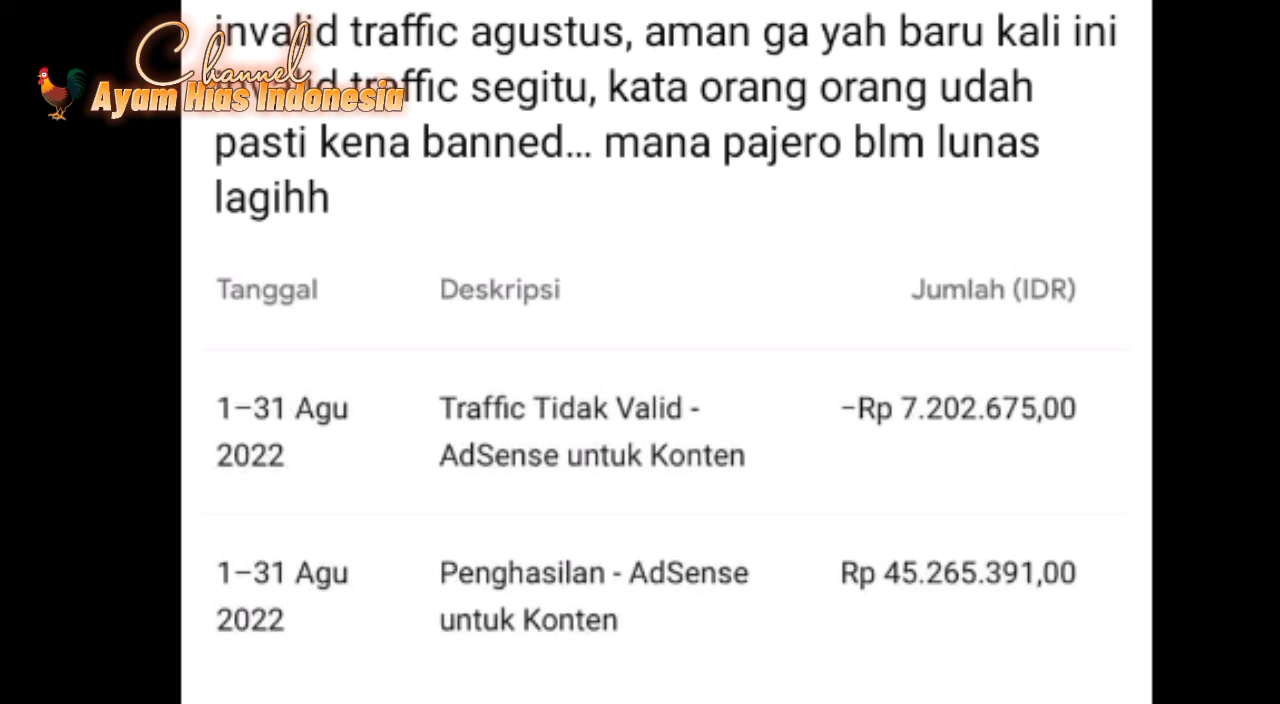 invalid traffic agustus, aman ga yah baru kali ini
Channel
traffic segitu, kata orang orang udah
Ayam Hias Indonesia
pasti kena banned... mana pajero blm lunas
lagihh
Tanggal Deskripsi Jumlah (IDR)
1–31 Agu Traffic Tidak Valid - −Rp 7.202.675,00
2022 AdSense untuk Konten
1–31 Agu Penghasilan - AdSense Rp 45.265.391,00
2022 untuk Konten